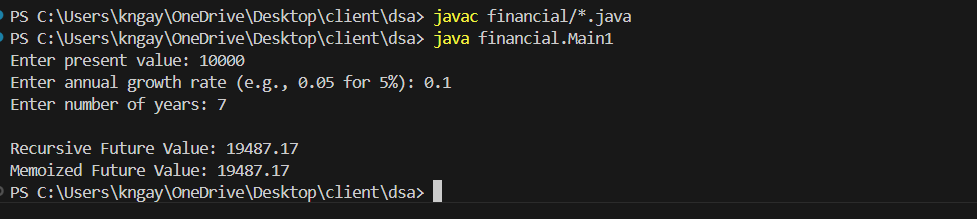 PS C:\Users\kngay\OneDrive\Desktop\client\dsa> javac financial/*.java
PS C:\Users\kngay\OneDrive\Desktop\client\dsa> java financial.Main1
Enter present value: 10000
Enter annual growth rate (e.g., 0.05 for 5%): 0.1
Enter number of years: 7
Recursive Future Value: 19487.17
Memoized Future Value: 19487.17
PS C:\Users\kngay\OneDrive\Desktop\client\dsa>